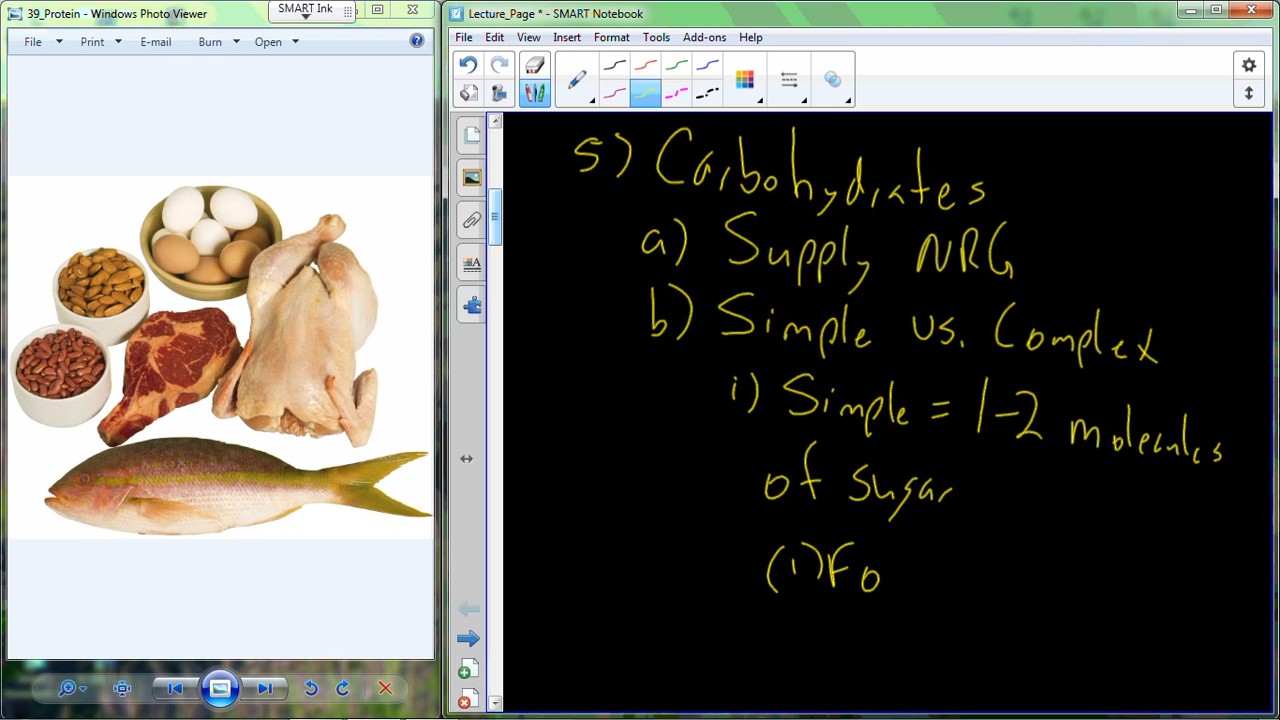 39_Protein - Windows Photo Viewer
SMART Ink
File Print E-mail Burn Open
Lecture_Page * - SMART Notebook
File Edit View Insert Format Tools Add-ons Help
5) Carbohydrates
a) Supply NRG
b) Simple vs. Complex
i) Simple = 1-2 molecules
of sugar
(1) Fo